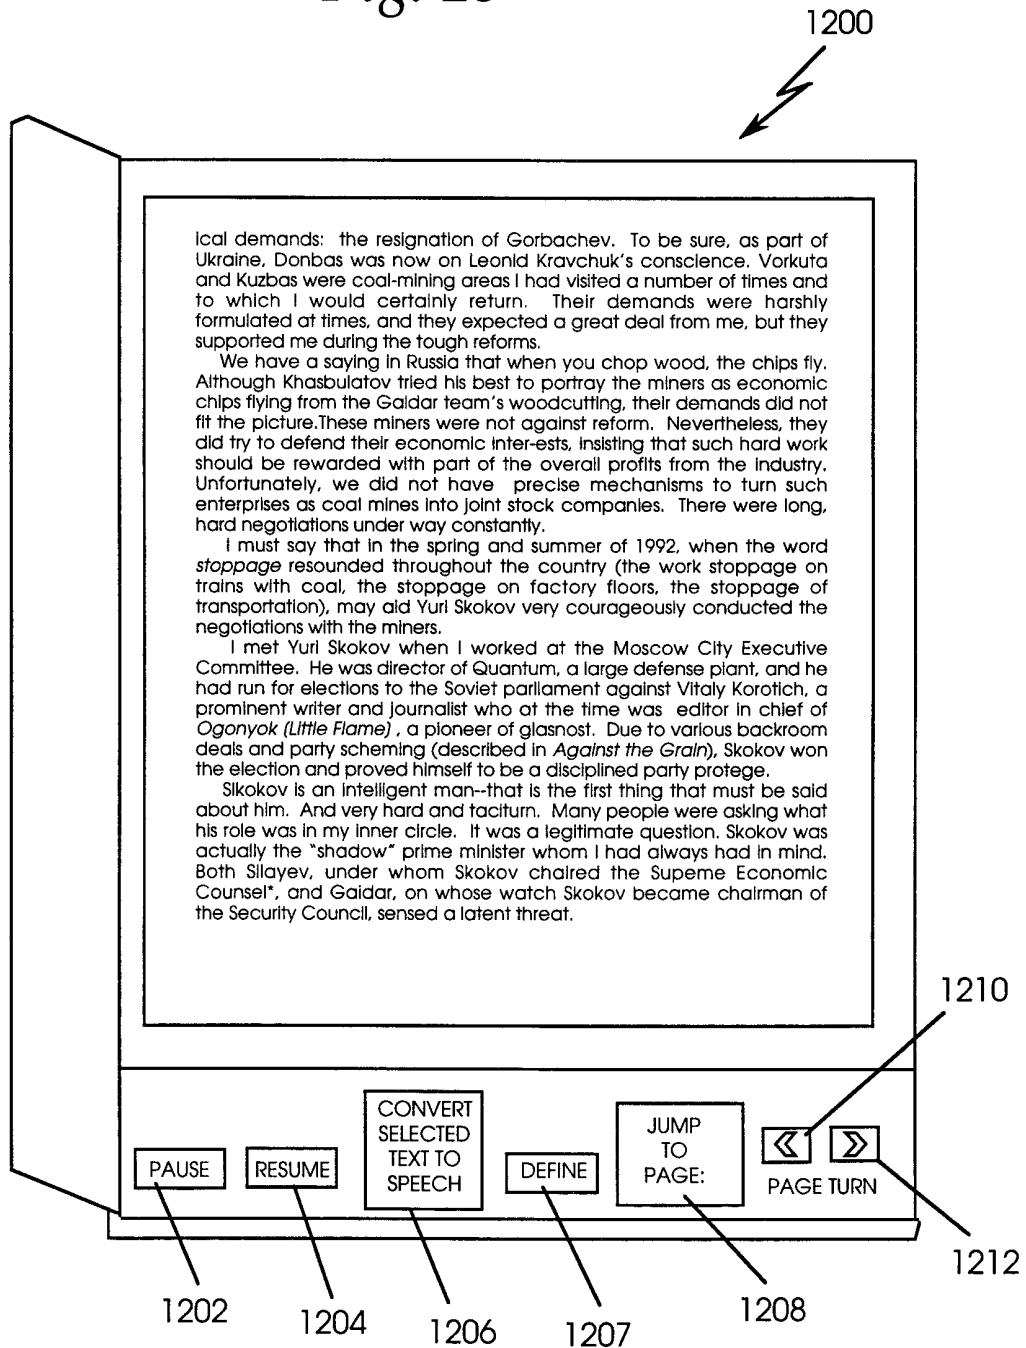 1200
ical demands: the resignation of Gorbachev. To be sure, as part of
Ukraine, Donbas was now on Leonid Kravchuk's conscience. Vorkuta
and Kuzbas were coal-mining areas I had visited a number of times and
to which I would certainly return. Their demands were harshly
formulated at times, and they expected a great deal from me, but they
supported me during the tough reforms.
We have a saying in Russia that when you chop wood, the chips fly.
Although Khasbulatov tried his best to portray the miners as economic
chips flying from the Gaidar team's woodcutting, their demands did not
fit the picture.These miners were not against reform. Nevertheless, they
did try to defend their economic inter-ests, insisting that such hard work
should be rewarded with part of the overall profits from the industry.
Unfortunately, we did not have precise mechanisms to turn such
enterprises as coal mines into joint stock companies. There were long,
hard negotiations under way constantly.
I must say that in the spring and summer of 1992, when the word
stoppage resounded throughout the country (the work stoppage on
trains with coal, the stoppage on factory floors, the stoppage of
transportation), may aid Yuri Skokov very courageously conducted the
negotiations with the miners.
I met Yuri Skokov when I worked at the Moscow City Executive
Committee. He was director of Quantum, a large defense plant, and he
had run for elections to the Soviet parliament against Vitaly Korotich, a
prominent writer and journalist who at the time was editor in chief of
Ogonyok (Little Flame) , a pioneer of glasnost. Due to various backroom
deals and party scheming (described in Against the Grain), Skokov won
the election and proved himself to be a disciplined party protege.
Slkokov is an intelligent man--that is the first thing that must be said
about him. And very hard and taciturn. Many people were asking what
his role was in my inner circle. It was a legitimate question. Skokov was
actually the "shadow" prime minister whom I had always had in mind.
Both Silayev, under whom Skokov chaired the Supeme Economic
Counsel*, and Gaidar, on whose watch Skokov became chairman of
the Security Council, sensed a latent threat.
1210
PAUSE
RESUME
CONVERT
SELECTED
TEXT TO
SPEECH
DEFINE
JUMP
TO
PAGE:
PAGE TURN
1212
1202
1204
1206
1207
1208